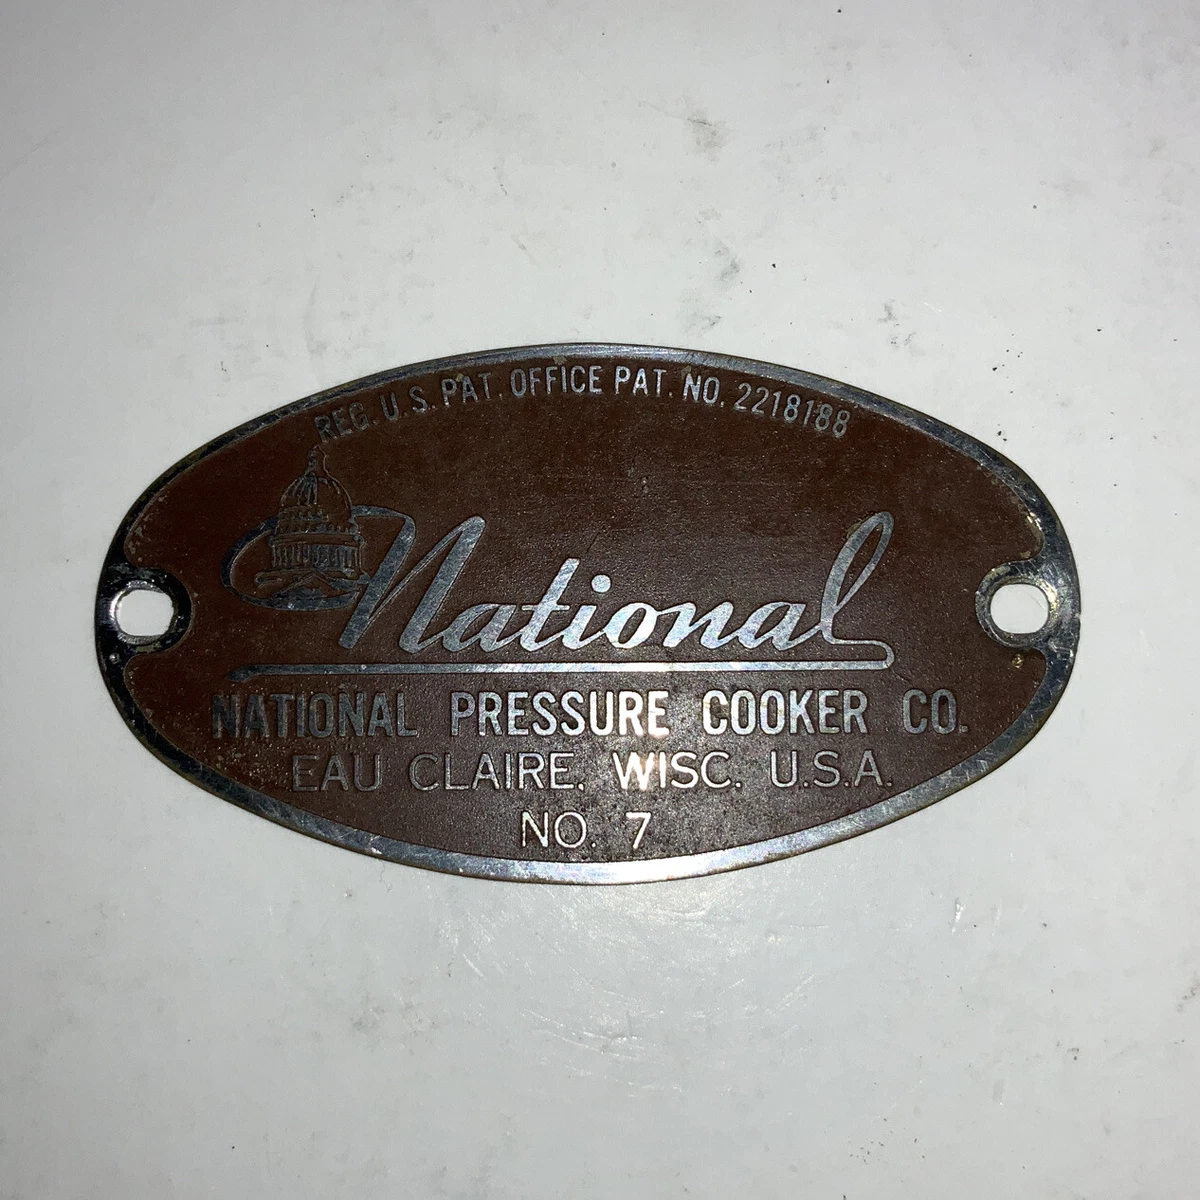 REG. U.S. PAT. OFFICE PAT. NO. 2218188
National
NATIONAL PRESSURE COOKER CO.
EAU CLAIRE, WISC. U.S.A.
NO. 7